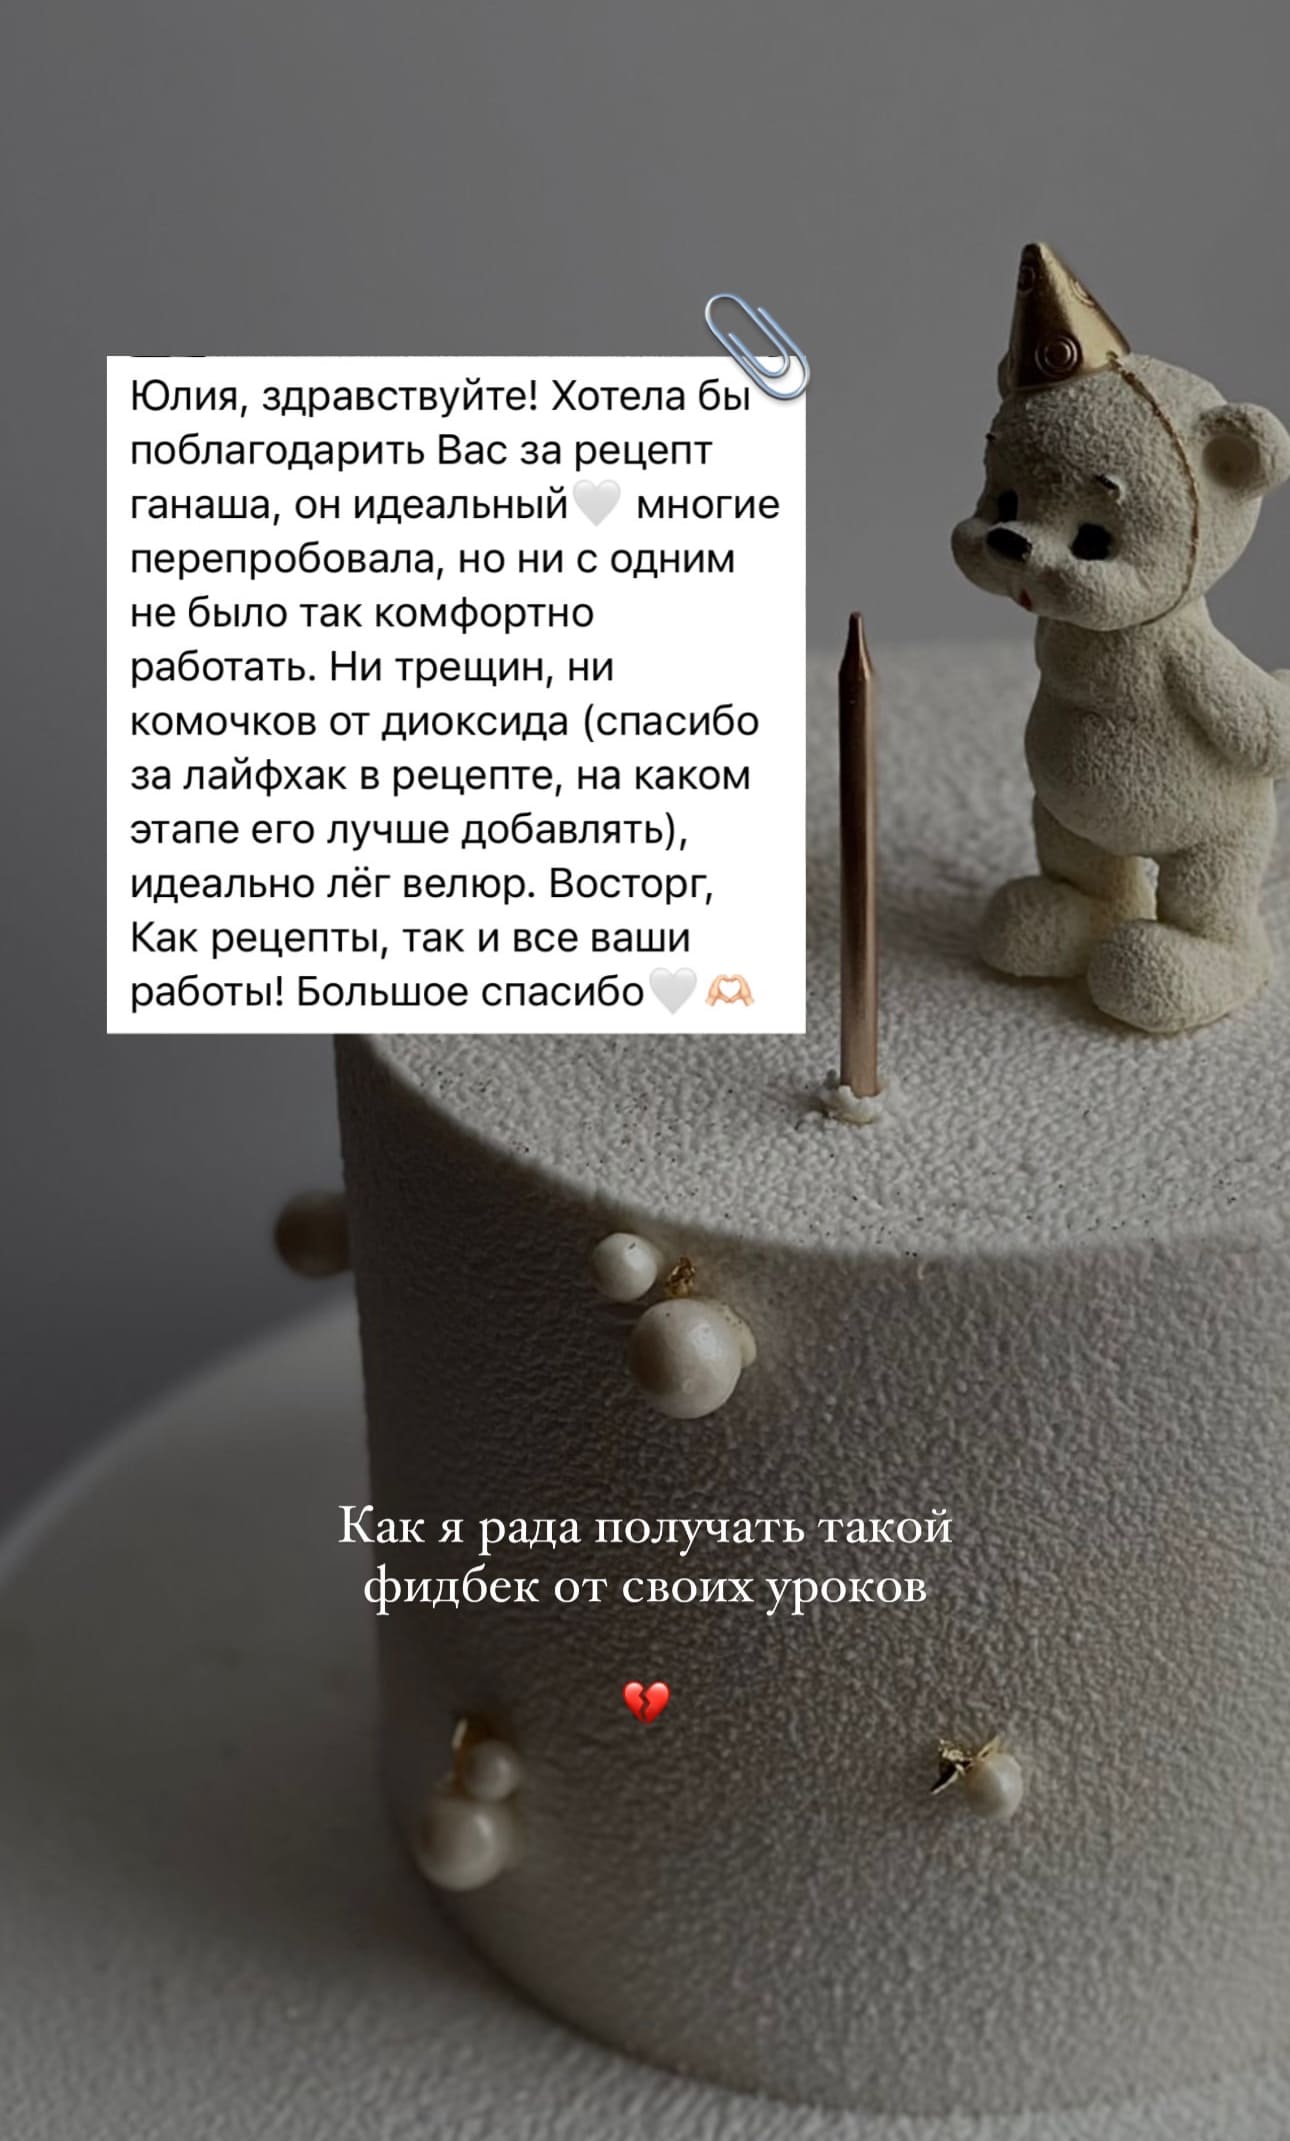 Юлия, здравствуйте! Хотела бы
поблагодарить Вас за рецепт
ганаша, он идеальный🤍 многие
перепробовала, но ни с одним
не было так комфортно
работать. Ни трещин, ни
комочков от диоксида (спасибо
за лайфхак в рецепте, на каком
этапе его лучше добавлять),
идеально лёг велюр. Восторг,
Как рецепты, так и все ваши
работы! Большое спасибо🤍🫶🏻
Как я рада получать такой
фидбек от своих уроков
💔